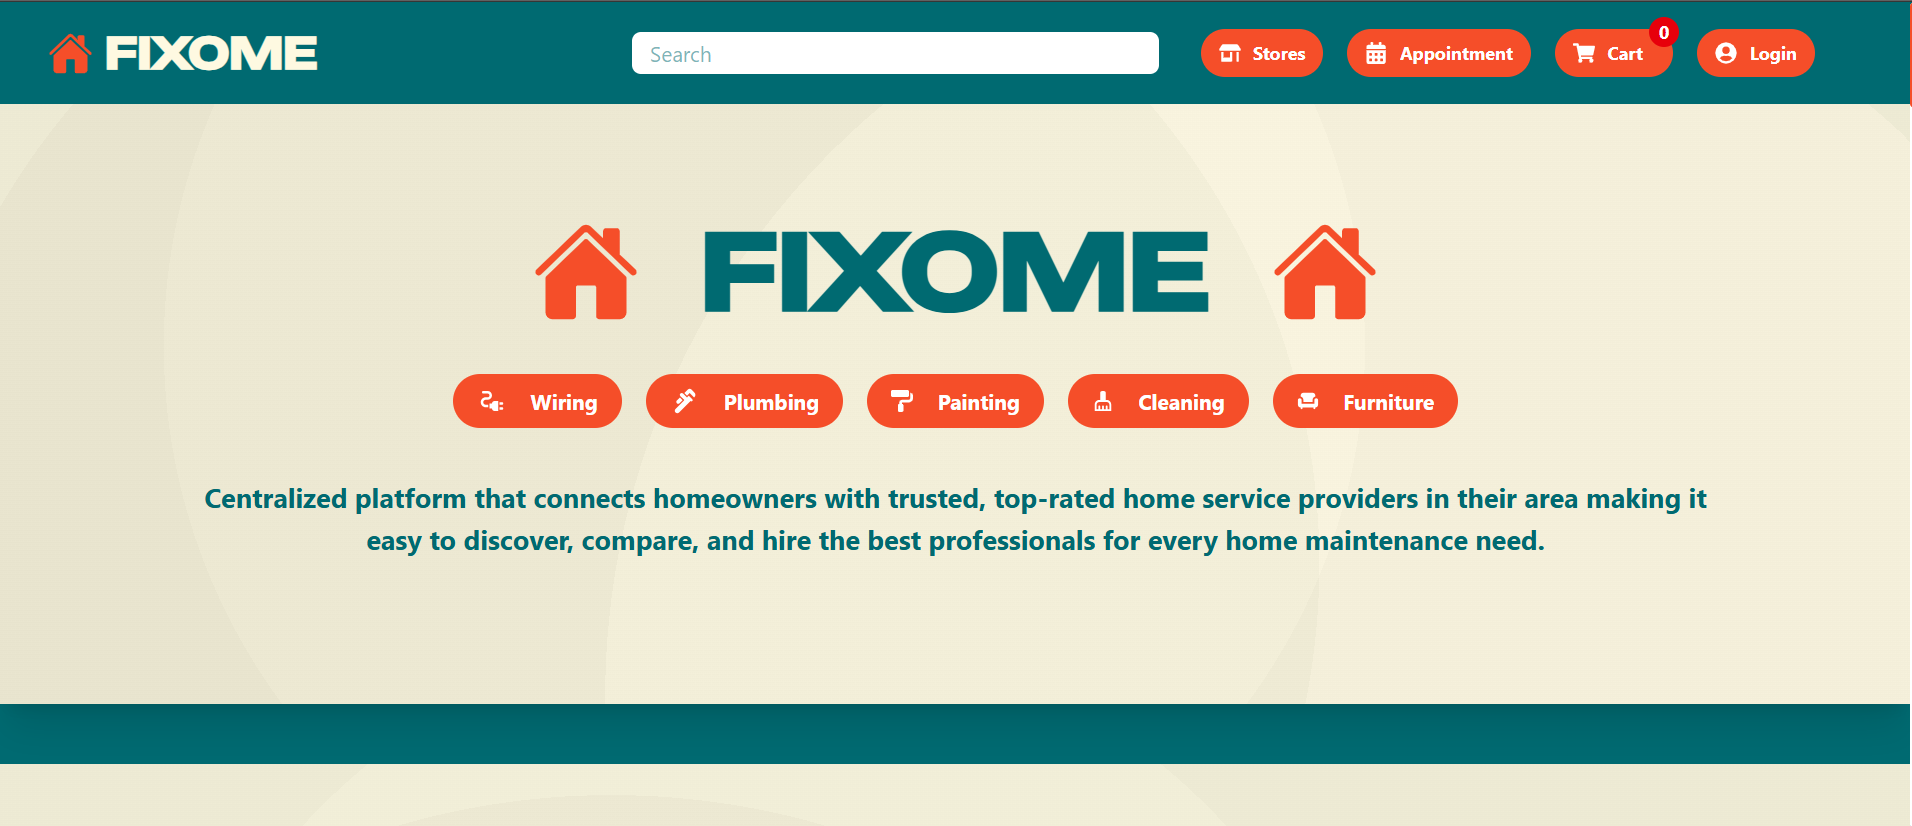 FIXOME
Search
Stores
Appointment
Cart
0
Login
FIXOME
Wiring
Plumbing
Painting
Cleaning
Furniture
Centralized platform that connects homeowners with trusted, top-rated home service providers in their area making it
easy to discover, compare, and hire the best professionals for every home maintenance need.